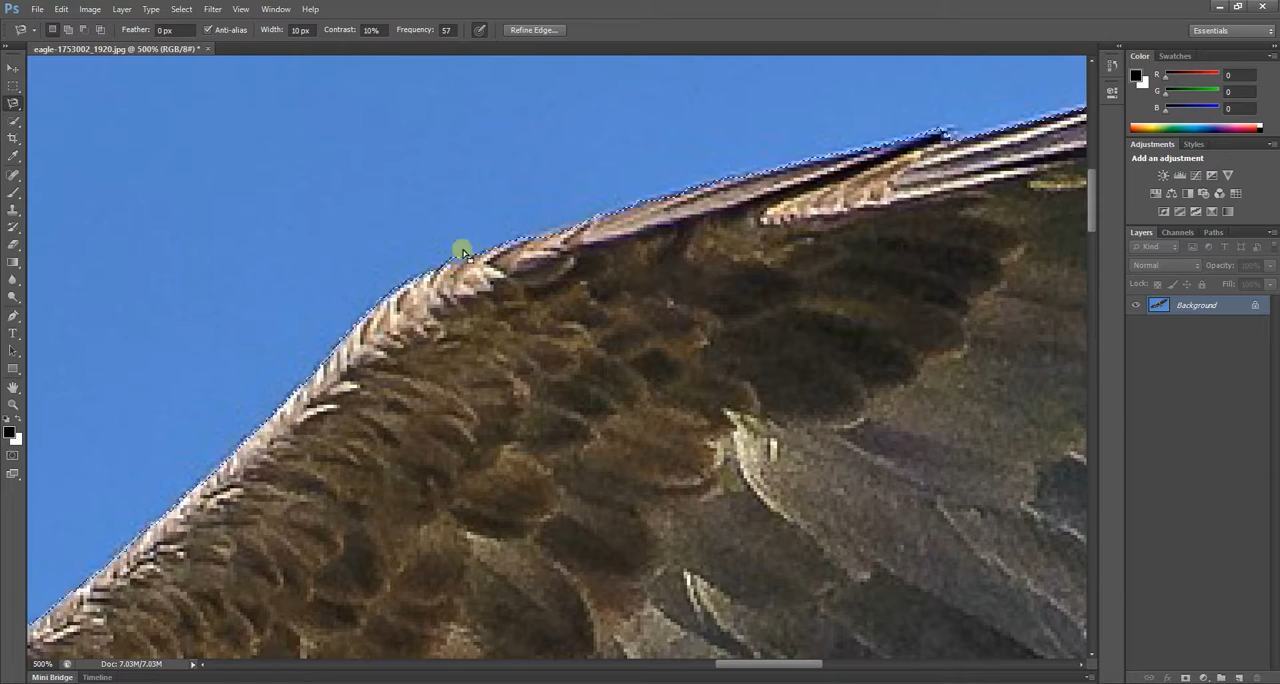 Ps File Edit Image Layer Type Select Filter View Window Help
Feather: 0 px Anti-alias Width: 10 px Contrast: 10% Frequency: 57 Refine Edge... Essentials
eagle-1753002_1920.jpg @ 500% (RGB/8#) * ×
Color Swatches
R 0
G 0
B 0
Adjustments Styles
Add an adjustment
Layers Channels Paths
Kind
Normal Opacity: 100%
Lock: Fill: 100%
Background
500% Doc: 7.03M/7.03M
Mini Bridge Timeline